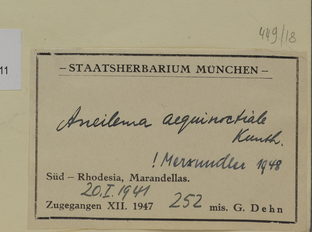 449/18
11
– STAATSHERBARIUM MÜNCHEN –
Aneilema aequinoctiale
Kunth.
! Merxmüller 1948
Süd – Rhodesia, Marandellas.
20.I.1941
Zugegangen XII. 1947 252 mis. G. Dehn